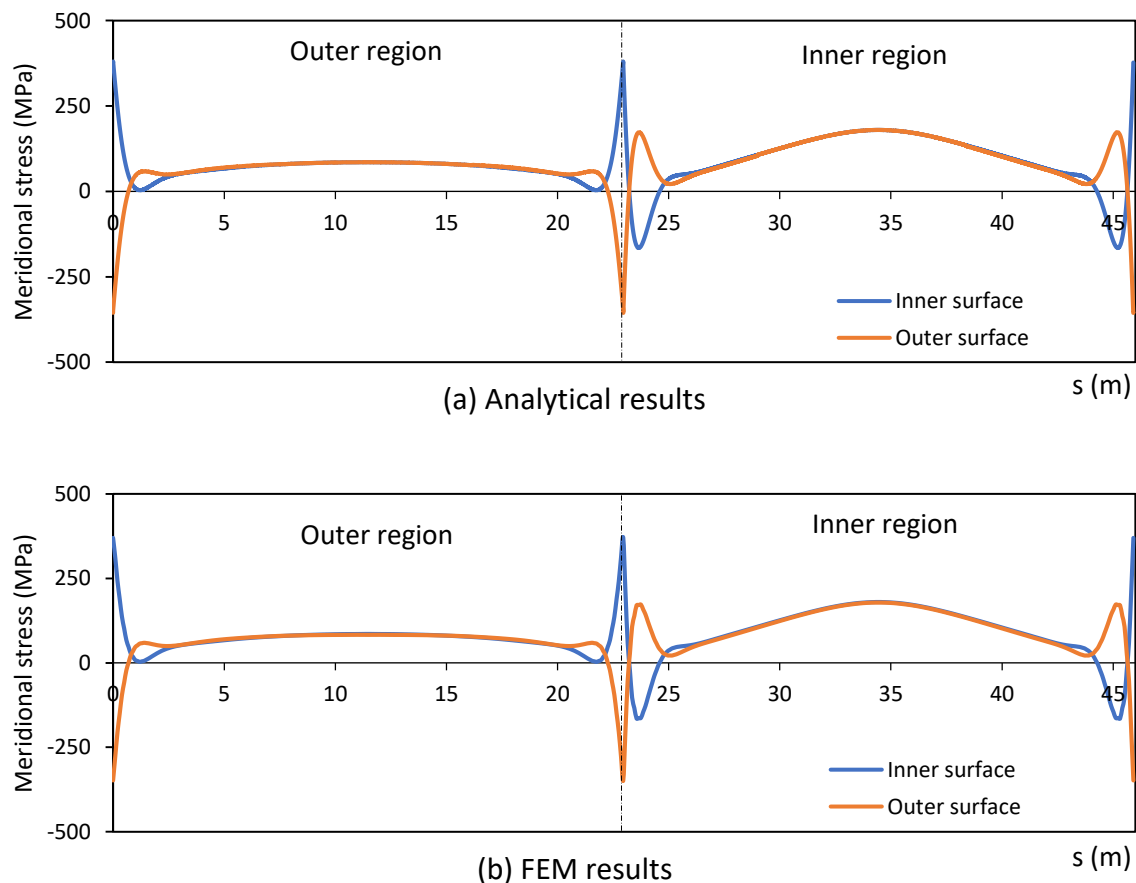 500
Outer region
Inner region
250
Meridional stress (MPa)
0
0 5 10 15 20 25 30 35 40 45
-250
Inner surface
Outer surface
-500
s (m)
(a) Analytical results
500
Outer region
Inner region
250
Meridional stress (MPa)
0
0 5 10 15 20 25 30 35 40 45
-250
Inner surface
Outer surface
-500
s (m)
(b) FEM results